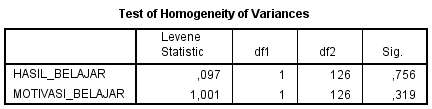 Test of Homogeneity of Variances
Levene
Statistic df1 df2 Sig.
HASIL_BELAJAR ,097 1 126 ,756
MOTIVASI_BELAJAR 1,001 1 126 ,319